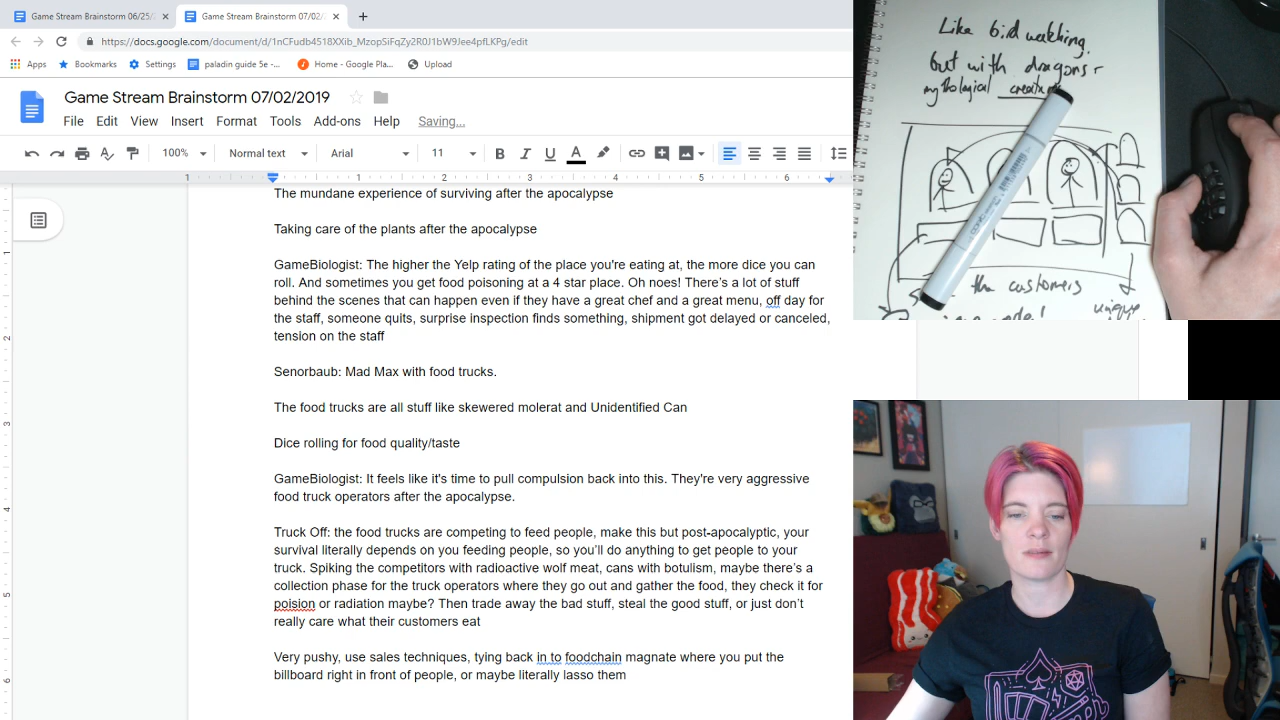 Game Stream Brainstorm 06/25/
Game Stream Brainstorm 07/02/
https://docs.google.com/document/d/1nCFudb4518XXib_MzopSiFqZy2R0J1bW9Jee4pfLKPg/edit
Apps Bookmarks Settings paladin guide 5e -... Home - Google Pla... Upload
Game Stream Brainstorm 07/02/2019
File Edit View Insert Format Tools Add-ons Help Saving...
100% Normal text Arial 11
1 1 2 3 4 5 6
The mundane experience of surviving after the apocalypse
Taking care of the plants after the apocalypse
GameBiologist: The higher the Yelp rating of the place you're eating at, the more dice you can
roll. And sometimes you get food poisoning at a 4 star place. Oh noes! There's a lot of stuff
behind the scenes that can happen even if they have a great chef and a great menu, off day for
the staff, someone quits, surprise inspection finds something, shipment got delayed or canceled,
tension on the staff
Senorbaub: Mad Max with food trucks.
The food trucks are all stuff like skewered molerat and Unidentified Can
Dice rolling for food quality/taste
GameBiologist: It feels like it's time to pull compulsion back into this. They're very aggressive
food truck operators after the apocalypse.
Truck Off: the food trucks are competing to feed people, make this but post-apocalyptic, your
survival literally depends on you feeding people, so you'll do anything to get people to your
truck. Spiking the competitors with radioactive wolf meat, cans with botulism, maybe there's a
collection phase for the truck operators where they go out and gather the food, they check it for
poision or radiation maybe? Then trade away the bad stuff, steal the good stuff, or just don't
really care what their customers eat
Very pushy, use sales techniques, tying back in to foodchain magnate where you put the
billboard right in front of people, or maybe literally lasso them
1
2
3
4
5
6
Like bird watching,
but with dragons +
mythological
the customers
unique